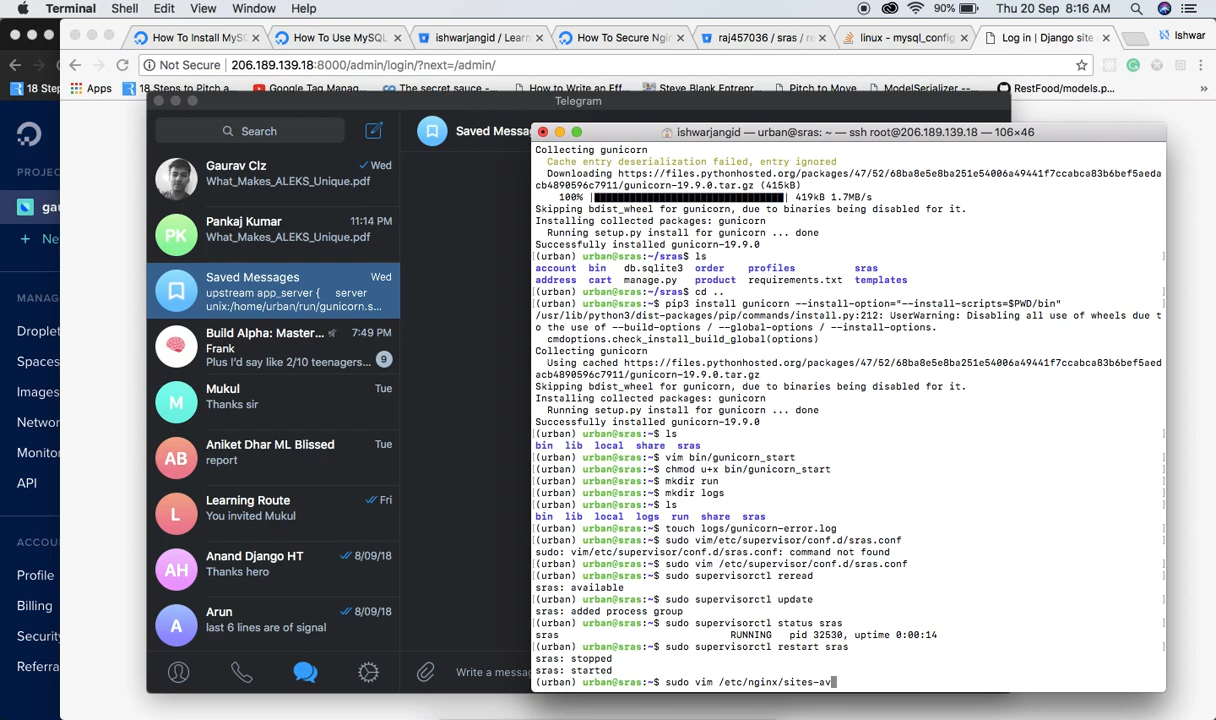 Terminal Shell Edit View Window Help 90% Thu 20 Sep 8:16 AM
How To Install MyS
How To Use MySQL
ishwarjangid / Learn
How To Secure Ngin
raj457036 / sras / re
linux - mysql_config
Log in | Django site
Ishwar
Not Secure | 206.189.139.18:8000/admin/login/?next=/admin/
18 Step
Apps
18 Steps to Pitch a
Google Tag Manag...
The secret sauce -...
How to Write an Eff...
Steve Blank Entrepr...
Pitch to Move
ModelSerializer –...
RestFood/models.p...
»
PROJEC
gau
+ Ne
MANAG
Droplet
Spaces
Images
Networ
Monito
API
ACCOU
Profile
Billing
Security
Referra
Telegram
Search
Gaurav Clz Wed
What_Makes_ALEKS_Unique.pdf
PK
Pankaj Kumar 11:14 PM
What_Makes_ALEKS_Unique.pdf
Saved Messages Wed
upstream app_server { server
unix:/home/urban/run/gunicorn.s...
Build Alpha: Master... 7:49 PM
Frank
Plus I'd say like 2/10 teenagers... 9
M
Mukul Tue
Thanks sir
AB
Aniket Dhar ML Blissed Tue
report
L
Learning Route Fri
You invited Mukul
AH
Anand Django HT 8/09/18
Thanks hero
A
Arun 8/09/18
last 6 lines are of signal
Saved Messag
Write a messag
ishwarjangid — urban@sras: ~ — ssh root@206.189.139.18 — 106×46
Collecting gunicorn
Cache entry deserialization failed, entry ignored
Downloading https://files.pythonhosted.org/packages/47/52/68ba8e5e8ba251e54006a49441f7ccabca83b6bef5aeda
cb4890596c7911/gunicorn-19.9.0.tar.gz (415kB)
100% || 419kB 1.7MB/s
Skipping bdist_wheel for gunicorn, due to binaries being disabled for it.
Installing collected packages: gunicorn
Running setup.py install for gunicorn ... done
Successfully installed gunicorn-19.9.0
[(urban) urban@sras:~/sras$ ls ]
account bin db.sqlite3 order profiles sras
address cart manage.py product requirements.txt templates
[(urban) urban@sras:~/sras$ cd .. ]
[(urban) urban@sras:~$ pip3 install gunicorn --install-option="--install-scripts=$PWD/bin" ]
/usr/lib/python3/dist-packages/pip/commands/install.py:212: UserWarning: Disabling all use of wheels due t
o the use of --build-options / --global-options / --install-options.
cmdoptions.check_install_build_global(options)
Collecting gunicorn
Using cached https://files.pythonhosted.org/packages/47/52/68ba8e5e8ba251e54006a49441f7ccabca83b6bef5aed
acb4890596c7911/gunicorn-19.9.0.tar.gz
Skipping bdist_wheel for gunicorn, due to binaries being disabled for it.
Installing collected packages: gunicorn
Running setup.py install for gunicorn ... done
Successfully installed gunicorn-19.9.0
[(urban) urban@sras:~$ ls ]
bin lib local share sras
[(urban) urban@sras:~$ vim bin/gunicorn_start ]
[(urban) urban@sras:~$ chmod u+x bin/gunicorn_start ]
[(urban) urban@sras:~$ mkdir run ]
[(urban) urban@sras:~$ mkdir logs ]
[(urban) urban@sras:~$ ls ]
bin lib local logs run share sras
[(urban) urban@sras:~$ touch logs/gunicorn-error.log ]
[(urban) urban@sras:~$ sudo vim/etc/supervisor/conf.d/sras.conf ]
sudo: vim/etc/supervisor/conf.d/sras.conf: command not found
[(urban) urban@sras:~$ sudo vim /etc/supervisor/conf.d/sras.conf ]
[(urban) urban@sras:~$ sudo supervisorctl reread ]
sras: available
[(urban) urban@sras:~$ sudo supervisorctl update ]
sras: added process group
[(urban) urban@sras:~$ sudo supervisorctl status sras ]
sras RUNNING pid 32530, uptime 0:00:14
[(urban) urban@sras:~$ sudo supervisorctl restart sras ]
sras: stopped
sras: started
(urban) urban@sras:~$ sudo vim /etc/nginx/sites-av